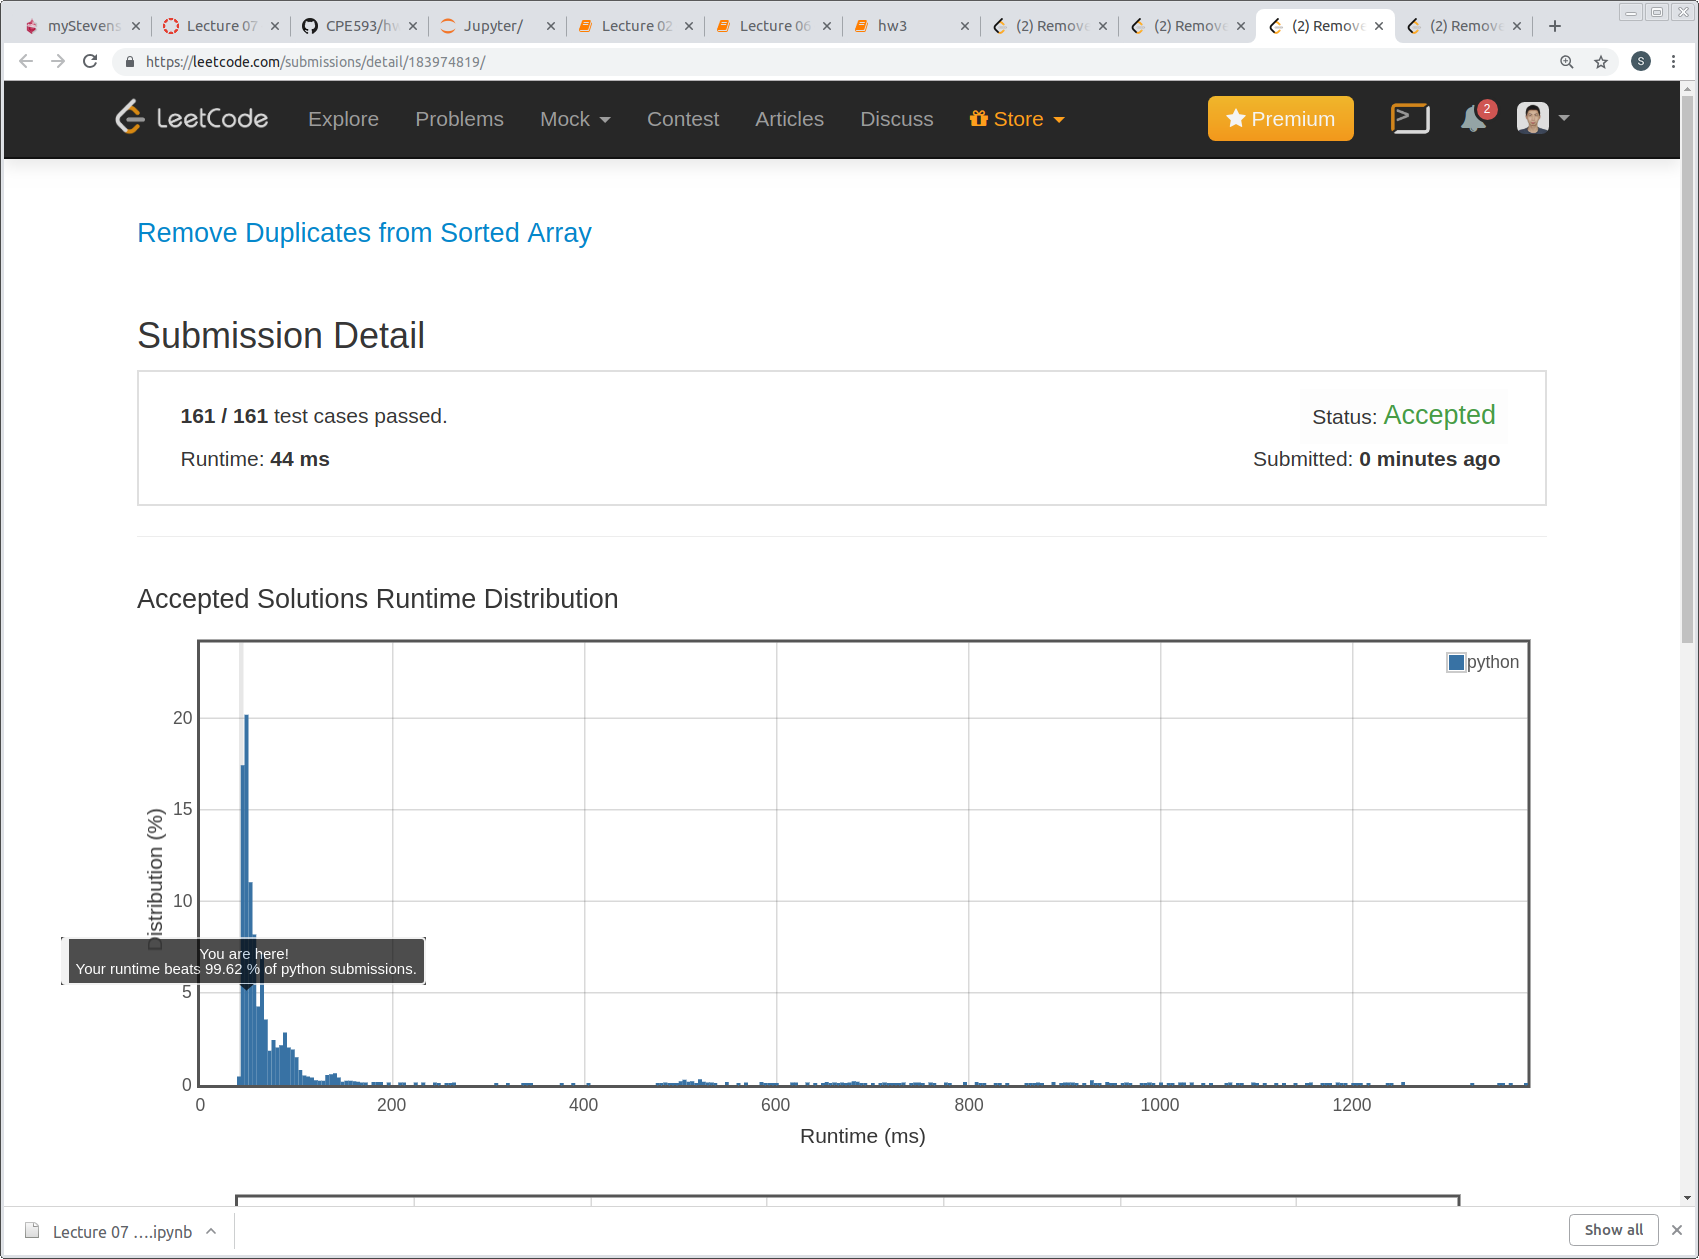 myStevens
Lecture 07
CPE593/hw
Jupyter/
Lecture 02
Lecture 06
hw3
(2) Remove
(2) Remove
(2) Remove
(2) Remove
https://leetcode.com/submissions/detail/183974819/
S
LeetCode
Explore
Problems
Mock
Contest
Articles
Discuss
Store
Premium
2
Remove Duplicates from Sorted Array
Submission Detail
161 / 161 test cases passed.
Status: Accepted
Runtime: 44 ms
Submitted: 0 minutes ago
Accepted Solutions Runtime Distribution
python
20
15
10
5
0
Distribution (%)
You are here!
Your runtime beats 99.62 % of python submissions.
0
200
400
600
800
1000
1200
Runtime (ms)
Lecture 07 ....ipynb
Show all